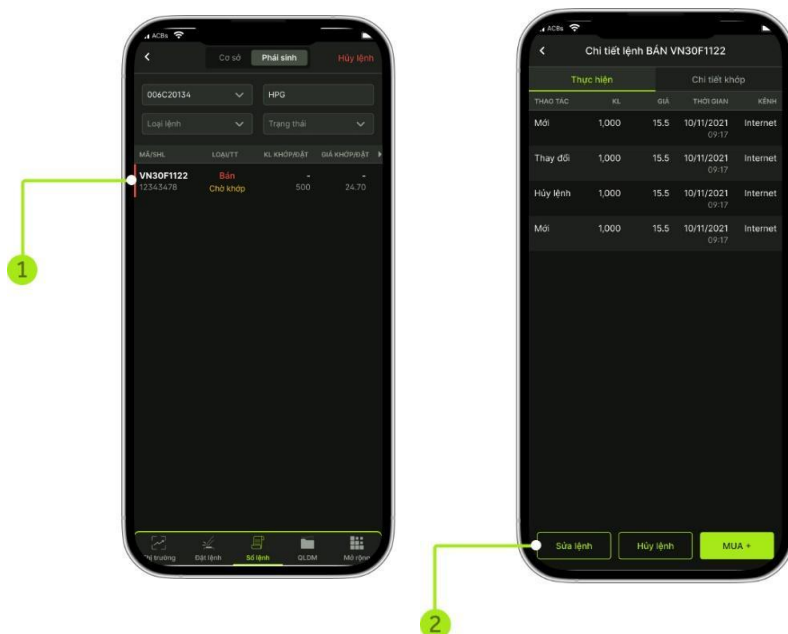 ACBs
Cơ sở Phái sinh Hủy lệnh
006C20134 HPG
Loại lệnh Trạng thái
MÃ/SHL LOẠI/TT KL KHỚP/ĐẶT GIÁ KHỚP/ĐẶT
VN30F1122 Bán - -
12343478 Chờ khớp 500 24.70
1
Thị trường Đặt lệnh Sổ lệnh QLDM Mở rộng
ACBs
Chi tiết lệnh BÁN VN30F1122
Thực hiện Chi tiết khớp
THAO TÁC KL GIÁ THỜI GIAN KÊNH
Mới 1,000 15.5 10/11/2021 Internet
09:17
Thay đổi 1,000 15.5 10/11/2021 Internet
09:17
Hủy lệnh 1,000 15.5 10/11/2021 Internet
09:17
Mới 1,000 15.5 10/11/2021 Internet
09:17
Sửa lệnh Hủy lệnh MUA +
2